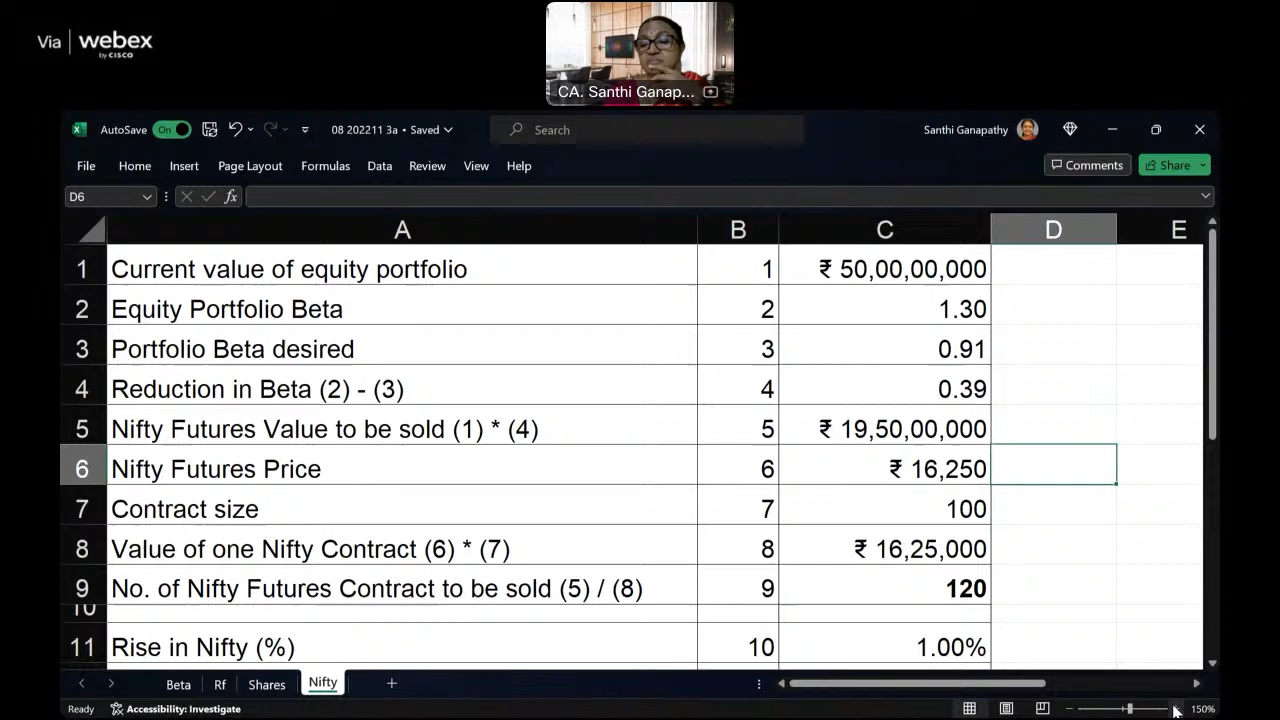 Via | webex
by CISCO
CA. Santhi Ganap...
AutoSave On 08 202211 3a • Saved Search Santhi Ganapathy
File Home Insert Page Layout Formulas Data Review View Help Comments Share
D6 fx
A B C D E
1 Current value of equity portfolio 1 ₹ 50,00,00,000
2 Equity Portfolio Beta 2 1.30
3 Portfolio Beta desired 3 0.91
4 Reduction in Beta (2) - (3) 4 0.39
5 Nifty Futures Value to be sold (1) * (4) 5 ₹ 19,50,00,000
6 Nifty Futures Price 6 ₹ 16,250
7 Contract size 7 100
8 Value of one Nifty Contract (6) * (7) 8 ₹ 16,25,000
9 No. of Nifty Futures Contract to be sold (5) / (8) 9 120
10
11 Rise in Nifty (%) 10 1.00%
Beta Rf Shares Nifty
Ready Accessibility: Investigate 150%